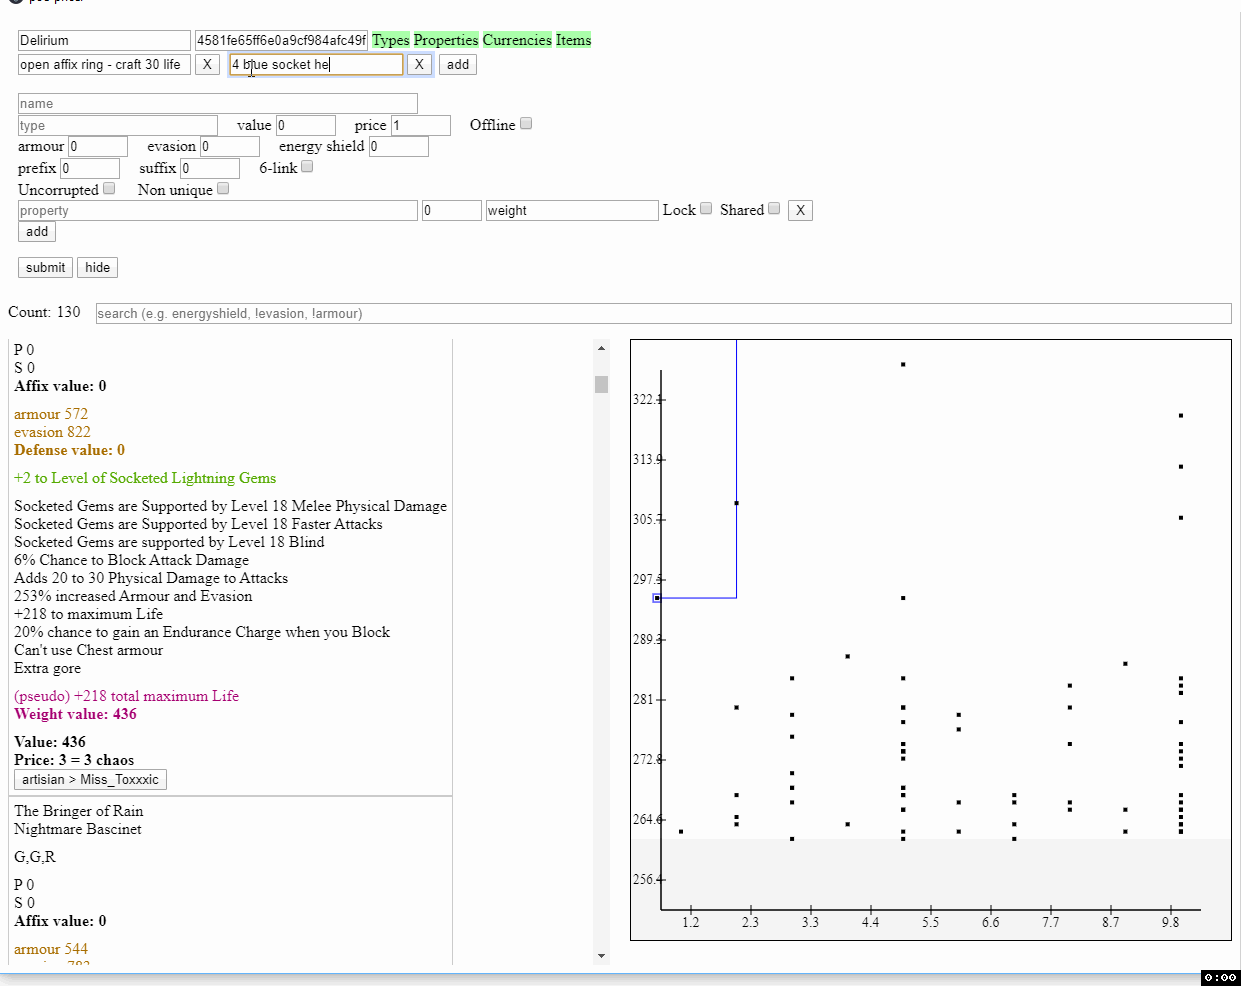 Delirium 4581fe65ff6e0a9cf984afc49f Types Properties Currencies Items
open affix ring - craft 30 life X 4 blue socket he X add
name
type value 0 price 1 Offline
armour 0 evasion 0 energy shield 0
prefix 0 suffix 0 6-link
Uncorrupted Non unique
property 0 weight Lock Shared X
add
submit hide
Count: 130 search (e.g. energyshield, !evasion, !armour)
P 0
S 0
Affix value: 0
armour 572
evasion 822
Defense value: 0
+2 to Level of Socketed Lightning Gems
Socketed Gems are Supported by Level 18 Melee Physical Damage
Socketed Gems are Supported by Level 18 Faster Attacks
Socketed Gems are supported by Level 18 Blind
6% Chance to Block Attack Damage
Adds 20 to 30 Physical Damage to Attacks
253% increased Armour and Evasion
+218 to maximum Life
20% chance to gain an Endurance Charge when you Block
Can't use Chest armour
Extra gore
(pseudo) +218 total maximum Life
Weight value: 436
Value: 436
Price: 3 = 3 chaos
artisian > Miss_Toxxxic
The Bringer of Rain
Nightmare Bascinet
G,G,R
P 0
S 0
Affix value: 0
armour 544
322.1
313.9
305.7
297.5
289.3
281
272.8
264.6
256.4
1.2 2.3 3.3 4.4 5.5 6.6 7.7 8.7 9.8
0:00